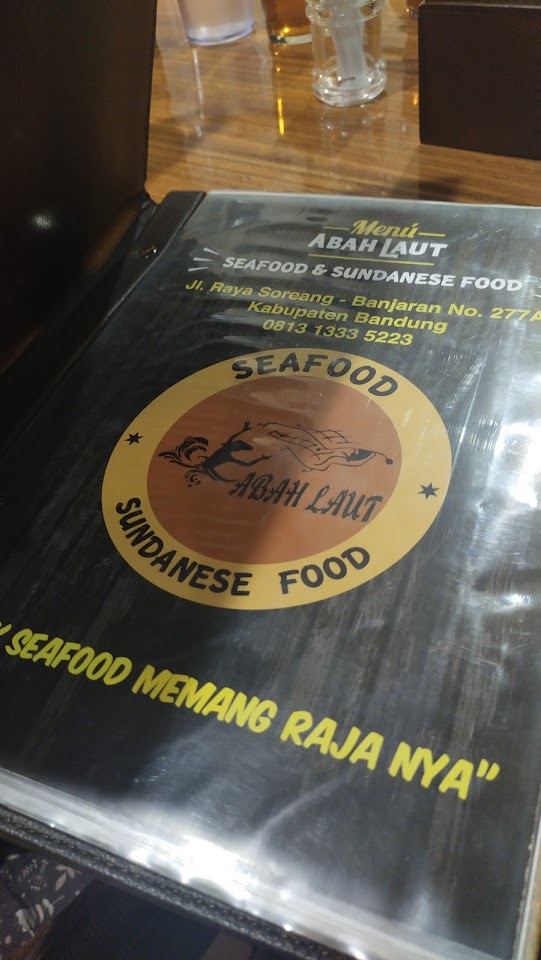 Menú
ABAH LAUT
SEAFOOD & SUNDANESE FOOD
Jl. Raya Soreang - Banjaran No. 277A
Kabupaten Bandung
0813 1333 5223
SEAFOOD
ABAH LAUT
SUNDANESE FOOD
SEAFOOD MEMANG RAJA NYA"